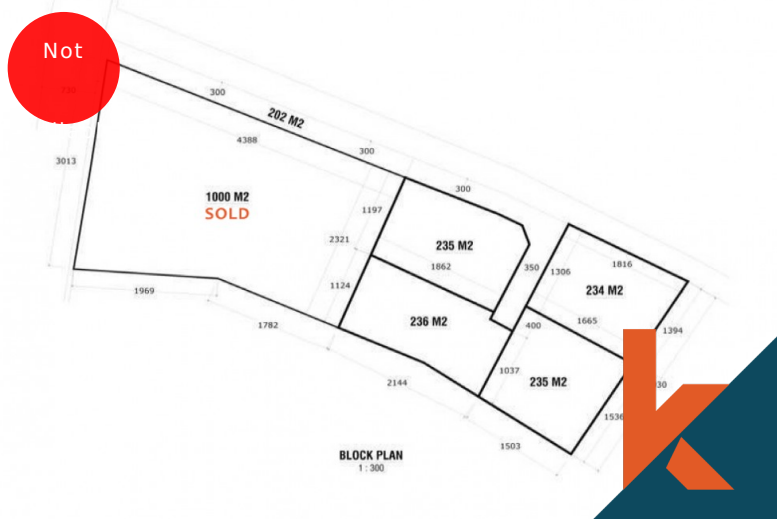 Not
300
202 M2
4388
300
3013
1000 M2
SOLD
300
1197
2321
235 M2
1862
350
1306
1816
234 M2
1124
1969
1782
236 M2
400
1665
1394
1037
235 M2
2144
1536
1503
BLOCK PLAN
1 : 300